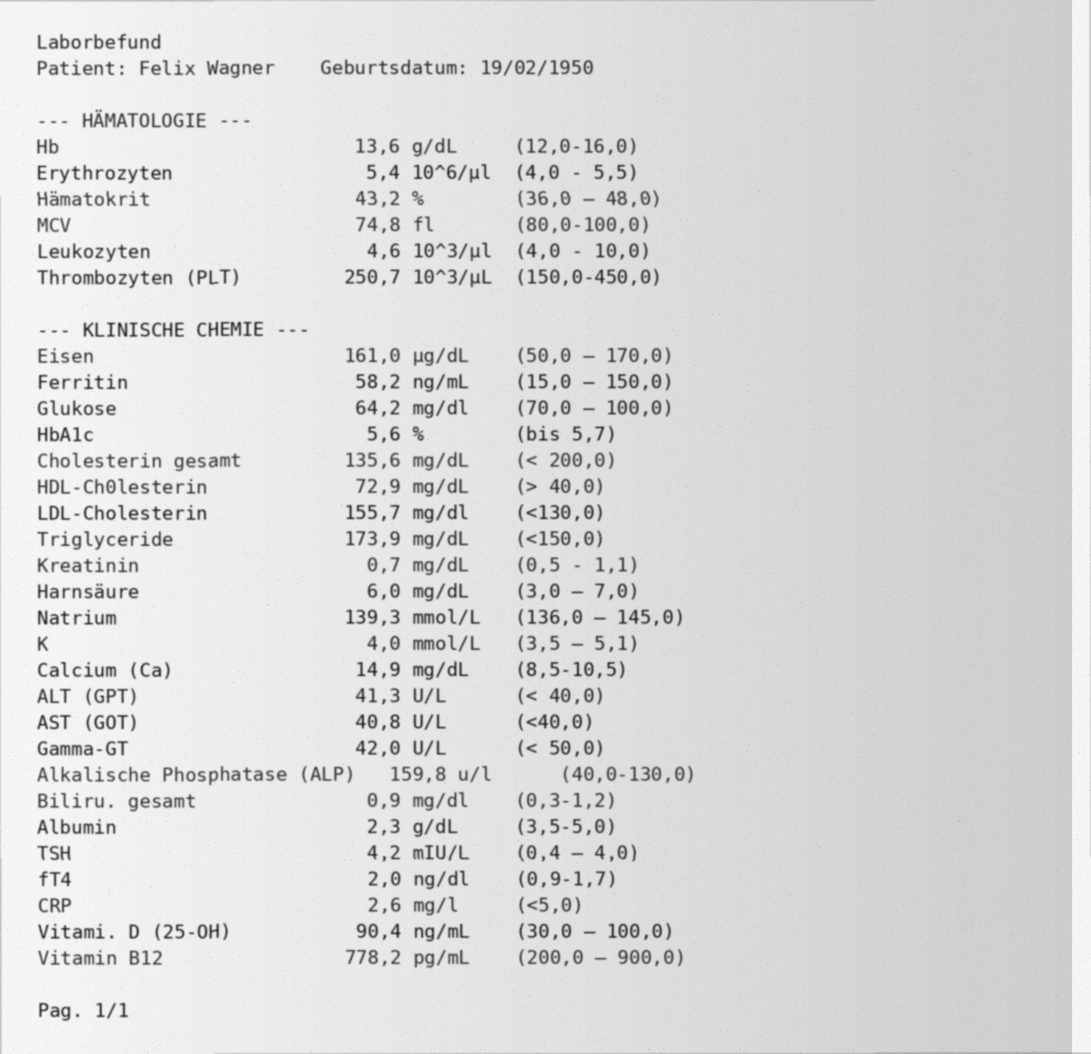 Laborbefund
Patient: Felix Wagner    Geburtsdatum: 19/02/1950

--- HÄMATOLOGIE ---
Hb                          13,6 g/dL     (12,0-16,0)
Erythrozyten                 5,4 10^6/µl  (4,0 - 5,5)
Hämatokrit                  43,2 %        (36,0 – 48,0)
MCV                         74,8 fl       (80,0-100,0)
Leukozyten                   4,6 10^3/µl  (4,0 - 10,0)
Thrombozyten (PLT)         250,7 10^3/µL  (150,0-450,0)

--- KLINISCHE CHEMIE ---
Eisen                      161,0 µg/dL    (50,0 – 170,0)
Ferritin                    58,2 ng/mL    (15,0 – 150,0)
Glukose                     64,2 mg/dl    (70,0 – 100,0)
HbA1c                        5,6 %        (bis 5,7)
Cholesterin gesamt         135,6 mg/dL    (< 200,0)
HDL-Ch0lesterin             72,9 mg/dL    (> 40,0)
LDL-Cholesterin            155,7 mg/dl    (<130,0)
Triglyceride               173,9 mg/dL    (<150,0)
Kreatinin                    0,7 mg/dL    (0,5 - 1,1)
Harnsäure                    6,0 mg/dL    (3,0 – 7,0)
Natrium                    139,3 mmol/L   (136,0 – 145,0)
K                            4,0 mmol/L   (3,5 – 5,1)
Calcium (Ca)                14,9 mg/dL    (8,5-10,5)
ALT (GPT)                   41,3 U/L      (< 40,0)
AST (GOT)                   40,8 U/L      (<40,0)
Gamma-GT                    42,0 U/L      (< 50,0)
Alkalische Phosphatase (ALP)   159,8 u/l      (40,0-130,0)
Biliru. gesamt               0,9 mg/dl    (0,3-1,2)
Albumin                      2,3 g/dL     (3,5-5,0)
TSH                          4,2 mIU/L    (0,4 – 4,0)
fT4                          2,0 ng/dl    (0,9-1,7)
CRP                          2,6 mg/l     (<5,0)
Vitami. D (25-OH)           90,4 ng/mL    (30,0 – 100,0)
Vitamin B12                778,2 pg/mL    (200,0 – 900,0)

Pag. 1/1